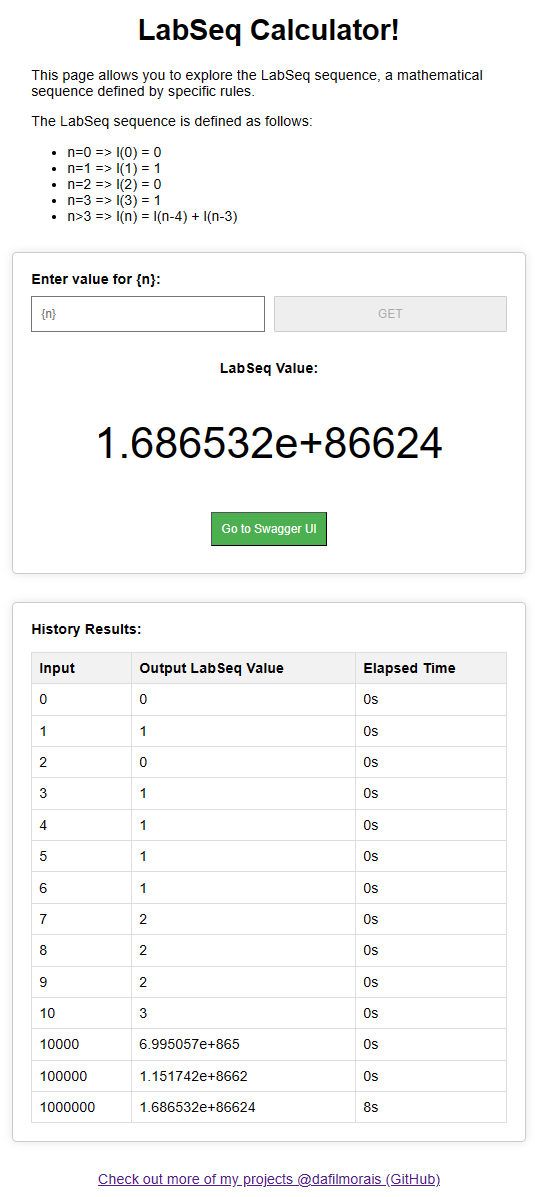 LabSeq Calculator!
This page allows you to explore the LabSeq sequence, a mathematical
sequence defined by specific rules.
The LabSeq sequence is defined as follows:
• n=0 => l(0) = 0
• n=1 => l(1) = 1
• n=2 => l(2) = 0
• n=3 => l(3) = 1
• n>3 => l(n) = l(n-4) + l(n-3)
Enter value for {n}:
{n} GET
LabSeq Value:
1.686532e+86624
Go to Swagger UI
History Results:
Input Output LabSeq Value Elapsed Time
0 0 0s
1 1 0s
2 0 0s
3 1 0s
4 1 0s
5 1 0s
6 1 0s
7 2 0s
8 2 0s
9 2 0s
10 3 0s
10000 6.995057e+865 0s
100000 1.151742e+8662 0s
1000000 1.686532e+86624 8s
Check out more of my projects @dafilmorais (GitHub)